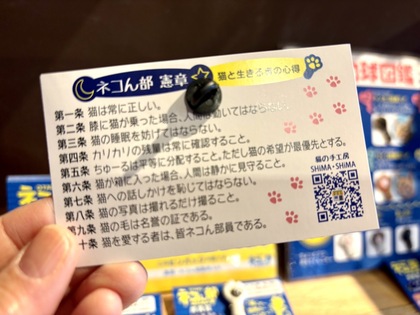 ネコん部 憲章
猫と生きる者の心得
第一条 猫は常に正しい。
第二条 膝に猫が乗った場合、人間は動いてはならない。
第三条 猫の睡眠を妨げてはならない。
第四条 カリカリの残量は常に確認すること。
第五条 ちゅーるは平等に分配すること。ただし猫の希望が最優先とする。
第六条 猫が箱に入った場合、人間は静かに見守ること。
第七条 猫への話しかけを恥じてはならない。
第八条 猫の写真は撮れるだけ撮ること。
第九条 猫の毛は名誉の証である。
十条 猫を愛する者は、皆ネコん部員である。
猫の手工房
SHIMA・SHIMA